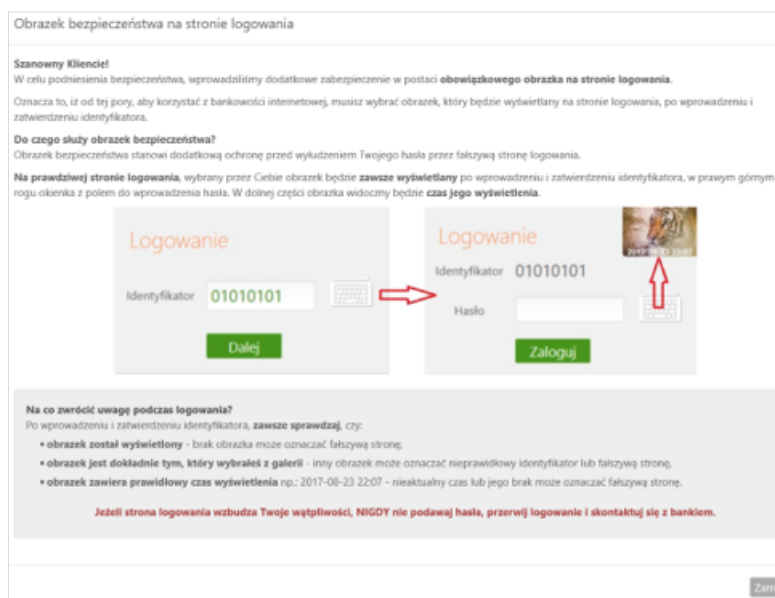 Obrazek bezpieczeństwa na stronie logowania
Szanowny Kliencie!
W celu podniesienia bezpieczeństwa, wprowadziliśmy dodatkowe zabezpieczenie w postaci obowiązkowego obrazka na stronie logowania.
Oznacza to, iż od tej pory, aby korzystać z bankowości internetowej, musisz wybrać obrazek, który będzie wyświetlany na stronie logowania, po wprowadzeniu i
zatwierdzeniu identyfikatora.
Do czego służy obrazek bezpieczeństwa?
Obrazek bezpieczeństwa stanowi dodatkową ochronę przed wyłudzeniem Twojego hasła przez fałszywą stronę logowania.
Na prawdziwej stronie logowania, wybrany przez Ciebie obrazek będzie zawsze wyświetlany po wprowadzeniu i zatwierdzeniu identyfikatora, w prawym górnym
rogu okienka z polem do wprowadzenia hasła. W dolnej części obrazka widoczny będzie czas jego wyświetlenia.
Logowanie
Identyfikator 01010101
Dalej
Logowanie
2017-08-23 22:07
Identyfikator 01010101
Hasło
Zaloguj
Na co zwrócić uwagę podczas logowania?
Po wprowadzeniu i zatwierdzeniu identyfikatora, zawsze sprawdzaj, czy:
• obrazek został wyświetlony - brak obrazka może oznaczać fałszywą stronę,
• obrazek jest dokładnie tym, który wybrałeś z galerii - inny obrazek może oznaczać nieprawidłowy identyfikator lub fałszywą stronę,
• obrazek zawiera prawidłowy czas wyświetlenia np.: 2017-08-23 22:07 - nieaktualny czas lub jego brak może oznaczać fałszywą stronę.
Jeżeli strona logowania wzbudza Twoje wątpliwości, NIGDY nie podawaj hasła, przerwij logowanie i skontaktuj się z bankiem.
Zam